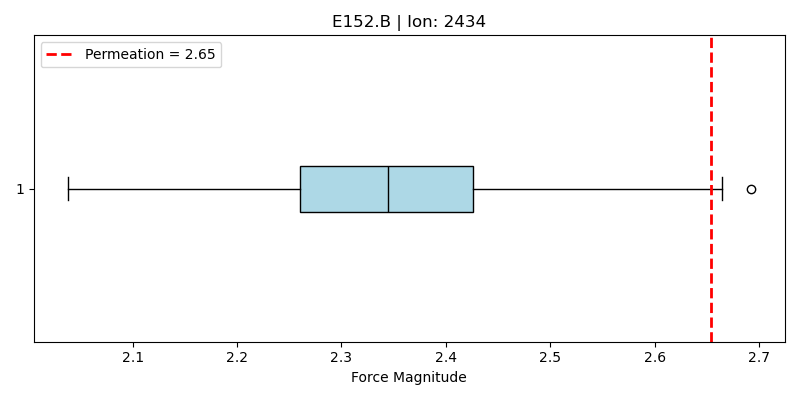 E152.B | Ion: 2434
Permeation = 2.65
1
2.1 2.2 2.3 2.4 2.5 2.6 2.7
Force Magnitude